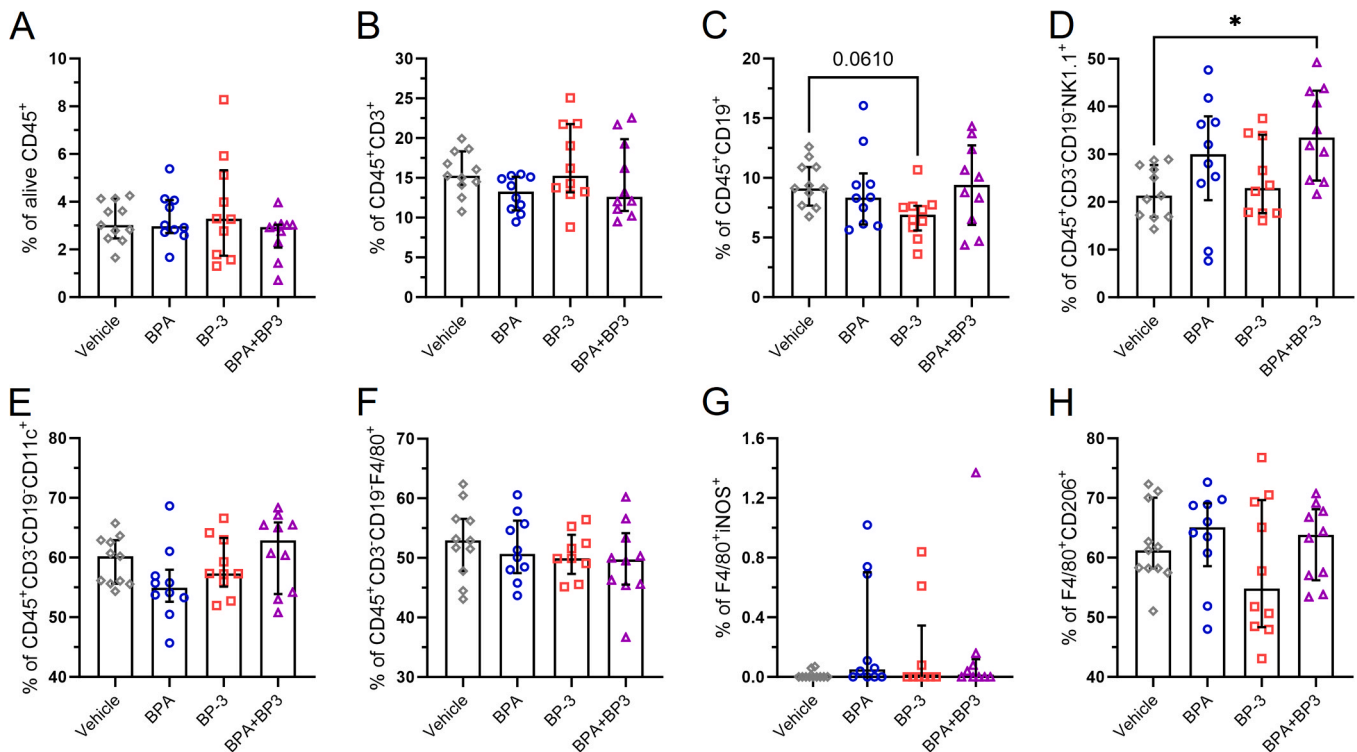 A
% of alive CD45⁺
10
8
6
4
2
0
Vehicle
BPA
BP-3
BPA+BP3
B
% of CD45⁺CD3⁺
30
25
20
15
10
5
0
Vehicle
BPA
BP-3
BPA+BP3
C
% of CD45⁺CD19⁺
20
15
10
5
0
0.0610
Vehicle
BPA
BP-3
BPA+BP3
D
% of CD45⁺CD3⁻CD19⁻NK1.1⁺
50
40
30
20
10
0
*
Vehicle
BPA
BP-3
BPA+BP-3
E
% of CD45⁺CD3⁻CD19⁻CD11c⁺
80
70
60
50
40
Vehicle
BPA
BP-3
BPA+BP3
F
% of CD45⁺CD3⁻CD19⁻F4/80⁺
70
60
50
40
30
Vehicle
BPA
BP-3
BPA+BP3
G
% of F4/80⁺iNOS⁺
1.6
1.2
0.8
0.4
0.0
Vehicle
BPA
BP-3
BPA+BP3
H
% of F4/80⁺CD206⁺
80
70
60
50
40
Vehicle
BPA
BP-3
BPA+BP3